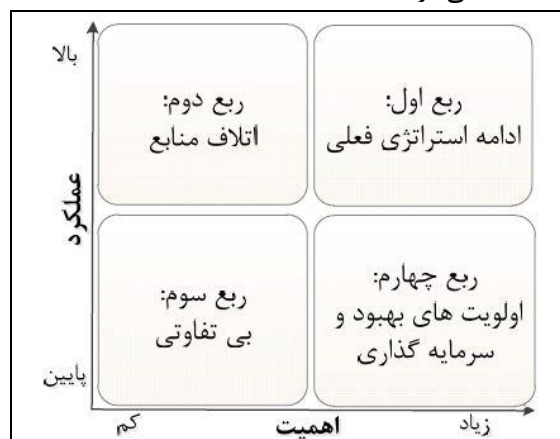 بالا
ربع اول:
ادامه استراتژی فعلی
ربع دوم:
اتلاف منابع
عملکرد
ربع سوم:
بی تفاوتی
ربع چهارم:
اولویت های بهبود و
سرمایه گذاری
پایین
کم
اهمیت
زیاد